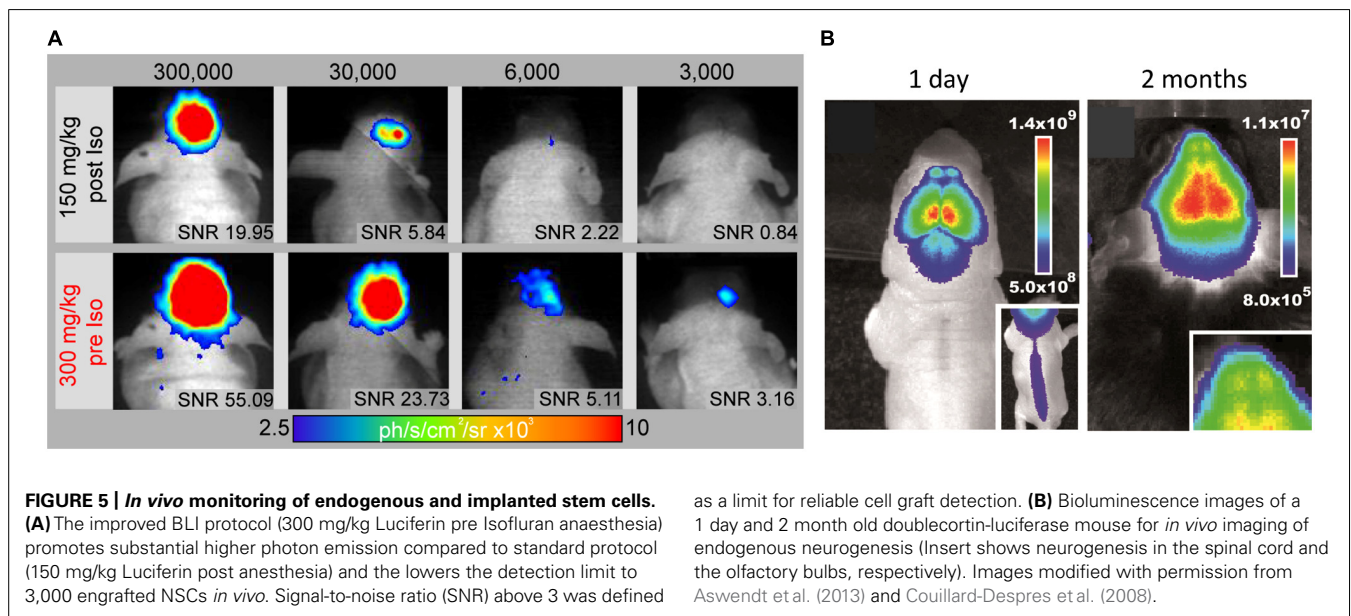 A
300,000 30,000 6,000 3,000
150 mg/kg
post Iso
SNR 19.95 SNR 5.84 SNR 2.22 SNR 0.84
300 mg/kg
pre Iso
SNR 55.09 SNR 23.73 SNR 5.11 SNR 3.16
2.5 ph/s/cm²/sr x10³ 10
B
1 day 2 months
1.4x10⁹ 1.1x10⁷
5.0x10⁸ 8.0x10⁵
FIGURE 5 | In vivo monitoring of endogenous and implanted stem cells.
(A) The improved BLI protocol (300 mg/kg Luciferin pre Isofluran anaesthesia)
promotes substantial higher photon emission compared to standard protocol
(150 mg/kg Luciferin post anesthesia) and the lowers the detection limit to
3,000 engrafted NSCs in vivo. Signal-to-noise ratio (SNR) above 3 was defined
as a limit for reliable cell graft detection. (B) Bioluminescence images of a
1 day and 2 month old doublecortin-luciferase mouse for in vivo imaging of
endogenous neurogenesis (Insert shows neurogenesis in the spinal cord and
the olfactory bulbs, respectively). Images modified with permission from
Aswendt et al. (2013) and Couillard-Despres et al. (2008).